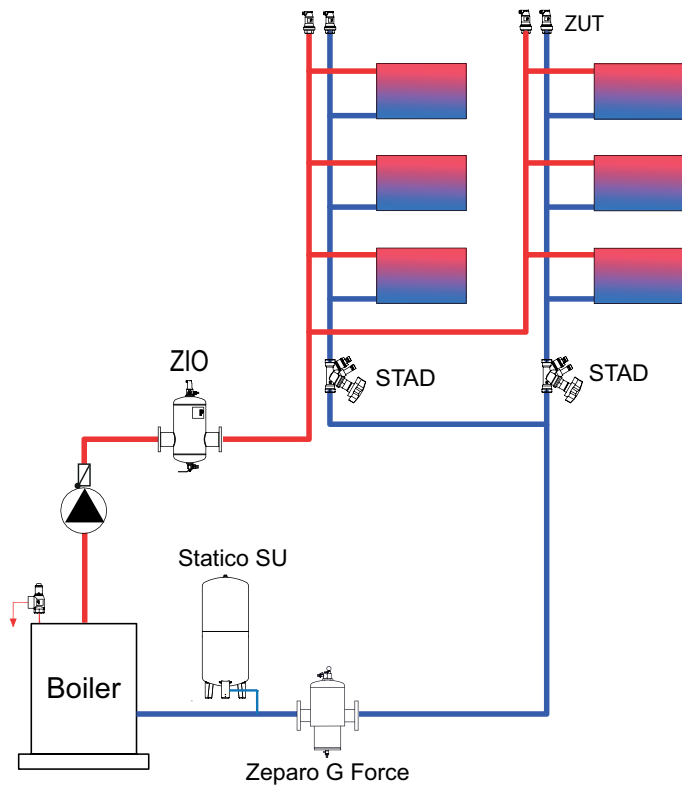 ZUT
ZIO
STAD
STAD
Statico SU
Boiler
Zeparo G Force